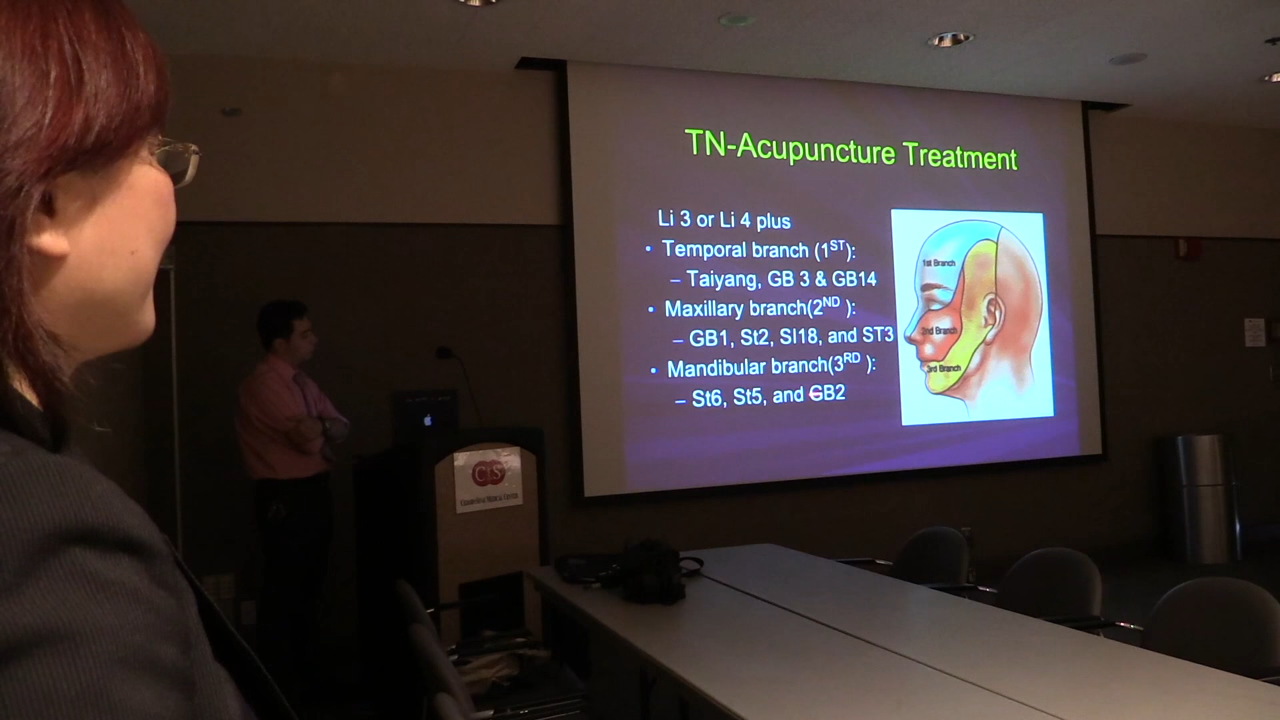 TN-Acupuncture Treatment
Li 3 or Li 4 plus
• Temporal branch (1ST):
– Taiyang, GB 3 & GB14
• Maxillary branch(2ND ):
– GB1, St2, SI18, and ST3
• Mandibular branch(3RD ):
– St6, St5, and GB2
1st Branch
2nd Branch
3rd Branch
CS